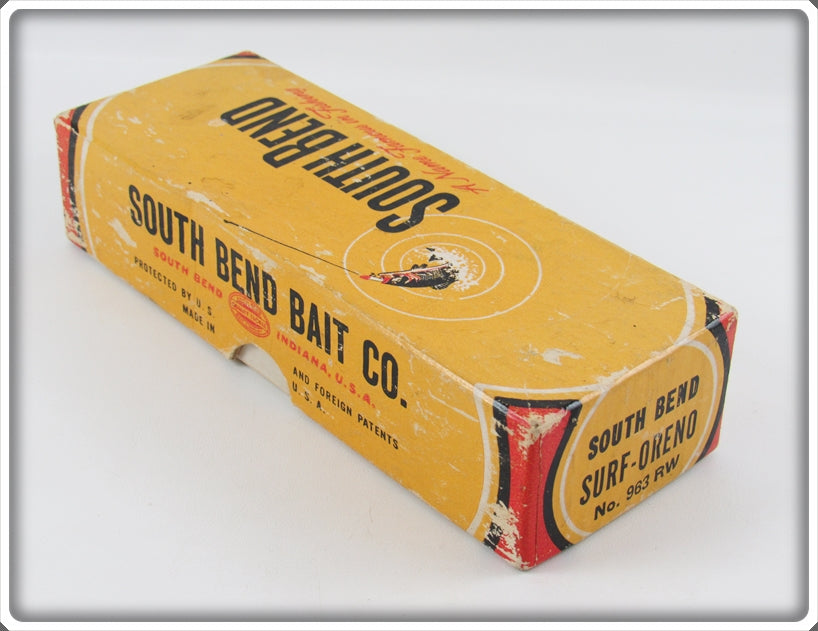 SOUTH BEND
A Name Famous in Fishing
SOUTH BEND BAIT CO.
SOUTH BEND INDIANA, U.S.A.
PROTECTED BY U.S. AND FOREIGN PATENTS
MADE IN U.S.A.
SOUTH BEND
SURF-ORENO
No. 963 RW